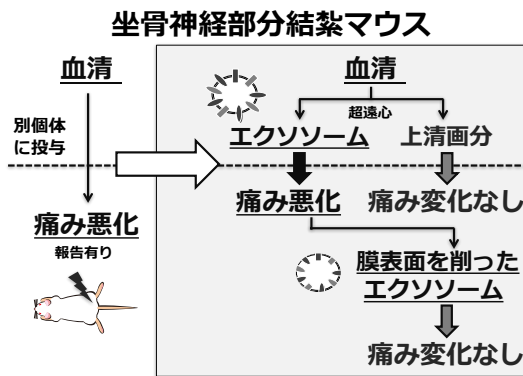 坐骨神経部分結紮マウス
血清
別個体
に投与
痛み悪化
報告有り
血清
超遠心
エクソソーム
上清画分
痛み悪化
痛み変化なし
膜表面を削った
エクソソーム
痛み変化なし